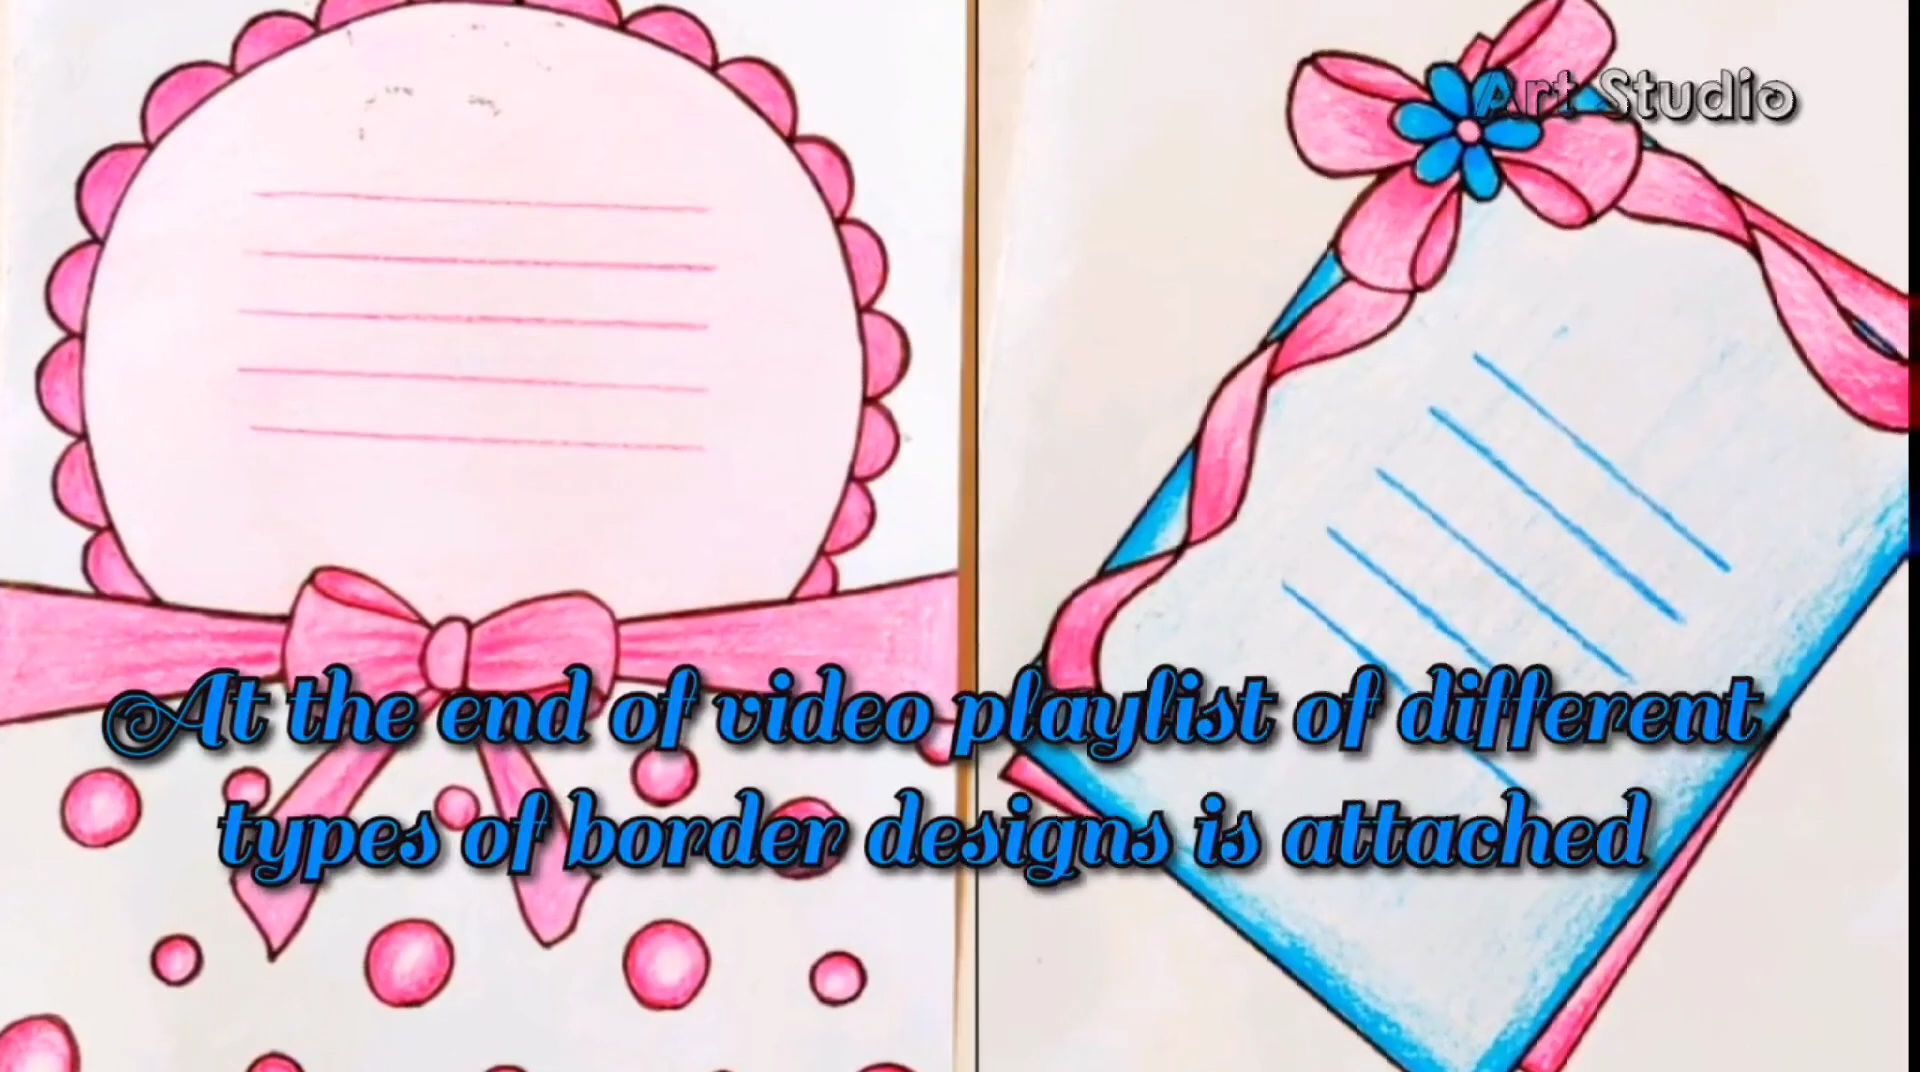 Art Studio
At the end of video playlist of different
types of border designs is attached